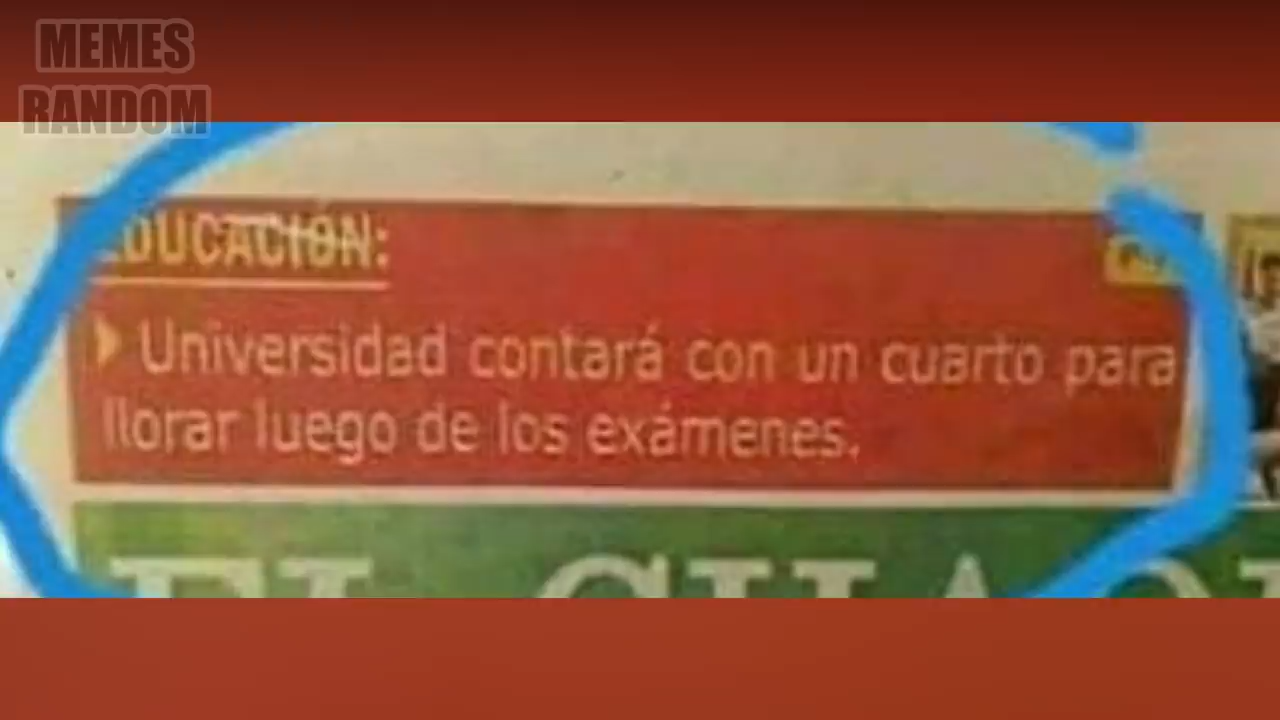 MEMES
RANDOM
EDUCACIÓN:
Universidad contará con un cuarto para
llorar luego de los exámenes.